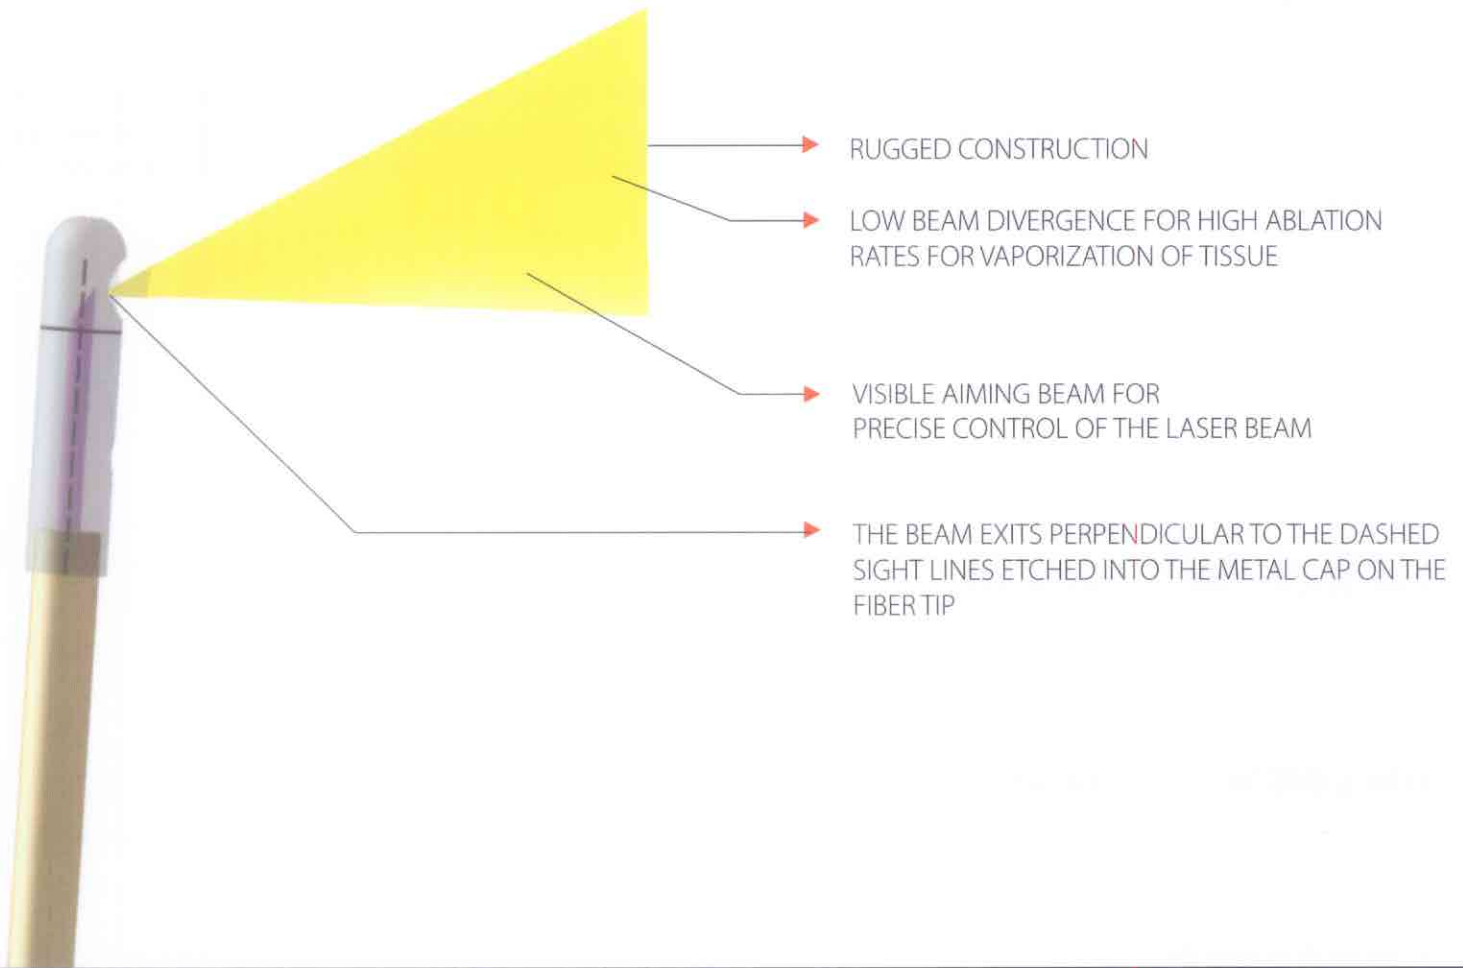 RUGGED CONSTRUCTION
LOW BEAM DIVERGENCE FOR HIGH ABLATION
RATES FOR VAPORIZATION OF TISSUE
VISIBLE AIMING BEAM FOR
PRECISE CONTROL OF THE LASER BEAM
THE BEAM EXITS PERPENDICULAR TO THE DASHED
SIGHT LINES ETCHED INTO THE METAL CAP ON THE
FIBER TIP